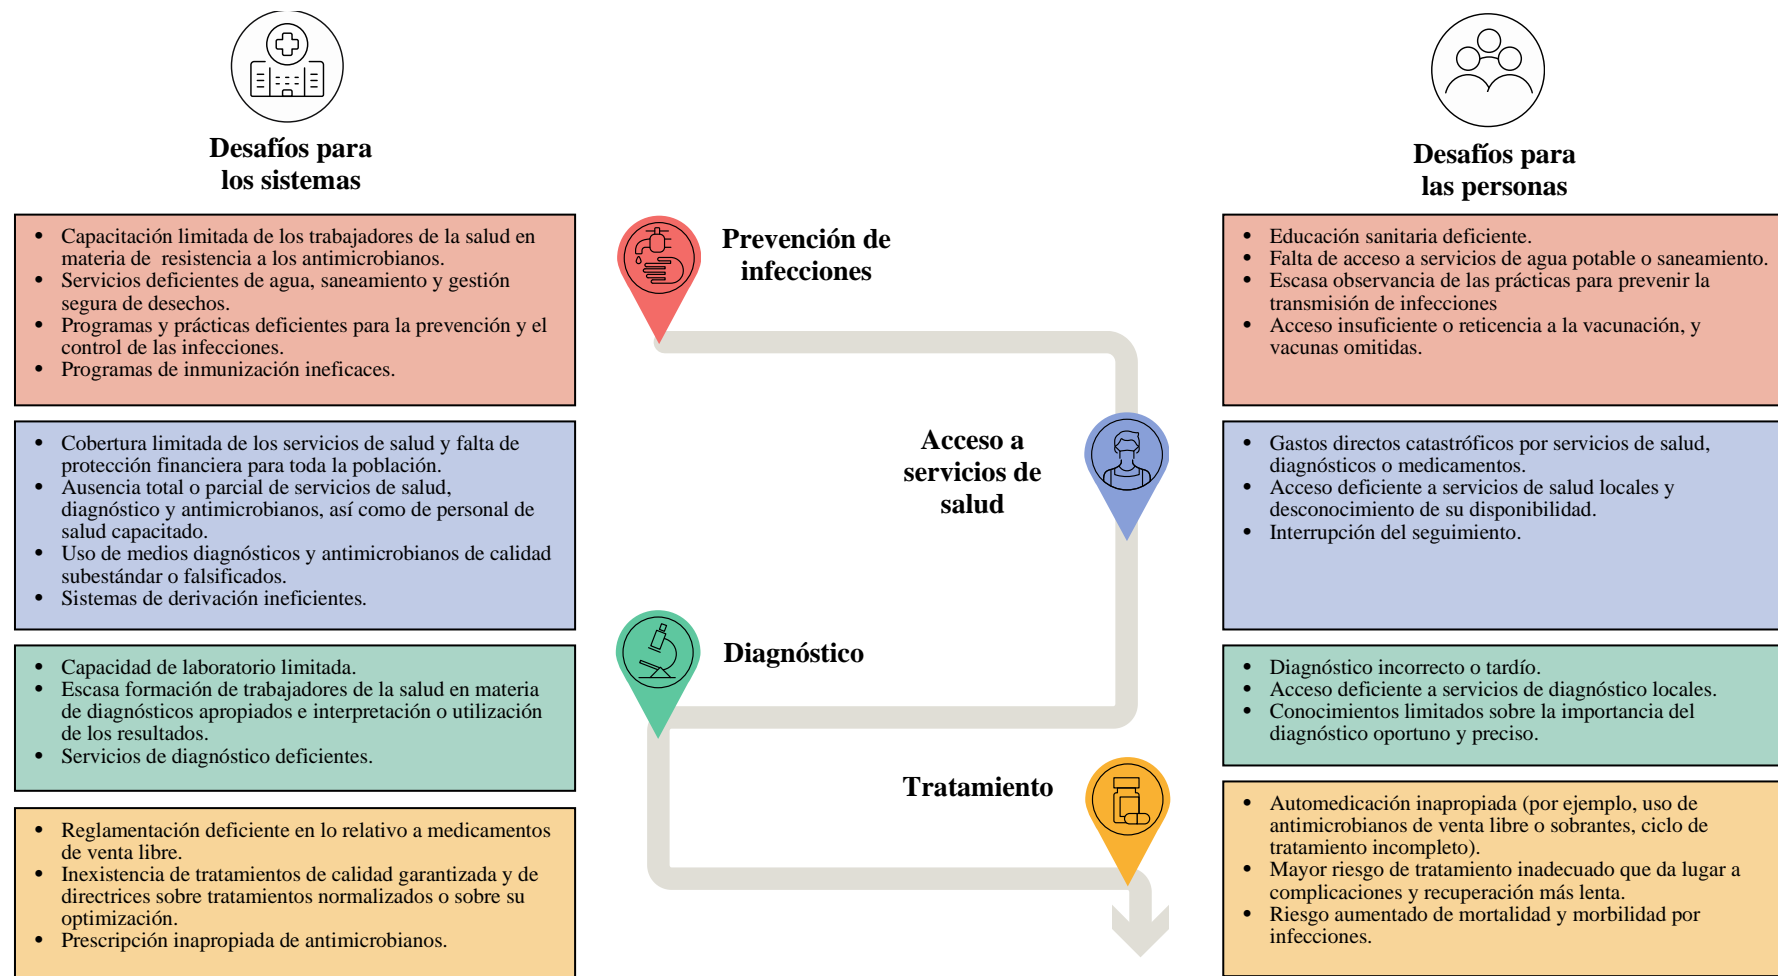 Desafíos para
los sistemas
Desafíos para
las personas
Prevención de
infecciones
• Capacitación limitada de los trabajadores de la salud en
materia de resistencia a los antimicrobianos.
• Servicios deficientes de agua, saneamiento y gestión
segura de desechos.
• Programas y prácticas deficientes para la prevención y el
control de las infecciones.
• Programas de inmunización ineficaces.
• Educación sanitaria deficiente.
• Falta de acceso a servicios de agua potable o saneamiento.
• Escasa observancia de las prácticas para prevenir la
transmisión de infecciones
• Acceso insuficiente o reticencia a la vacunación, y
vacunas omitidas.
Acceso a
servicios de
salud
• Cobertura limitada de los servicios de salud y falta de
protección financiera para toda la población.
• Ausencia total o parcial de servicios de salud,
diagnóstico y antimicrobianos, así como de personal de
salud capacitado.
• Uso de medios diagnósticos y antimicrobianos de calidad
subestándar o falsificados.
• Sistemas de derivación ineficientes.
• Gastos directos catastróficos por servicios de salud,
diagnósticos o medicamentos.
• Acceso deficiente a servicios de salud locales y
desconocimiento de su disponibilidad.
• Interrupción del seguimiento.
Diagnóstico
• Capacidad de laboratorio limitada.
• Escasa formación de trabajadores de la salud en materia
de diagnósticos apropiados e interpretación o utilización
de los resultados.
• Servicios de diagnóstico deficientes.
• Diagnóstico incorrecto o tardío.
• Acceso deficiente a servicios de diagnóstico locales.
• Conocimientos limitados sobre la importancia del
diagnóstico oportuno y preciso.
Tratamiento
• Reglamentación deficiente en lo relativo a medicamentos
de venta libre.
• Inexistencia de tratamientos de calidad garantizada y de
directrices sobre tratamientos normalizados o sobre su
optimización.
• Prescripción inapropiada de antimicrobianos.
• Automedicación inapropiada (por ejemplo, uso de
antimicrobianos de venta libre o sobrantes, ciclo de
tratamiento incompleto).
• Mayor riesgo de tratamiento inadecuado que da lugar a
complicaciones y recuperación más lenta.
• Riesgo aumentado de mortalidad y morbilidad por
infecciones.